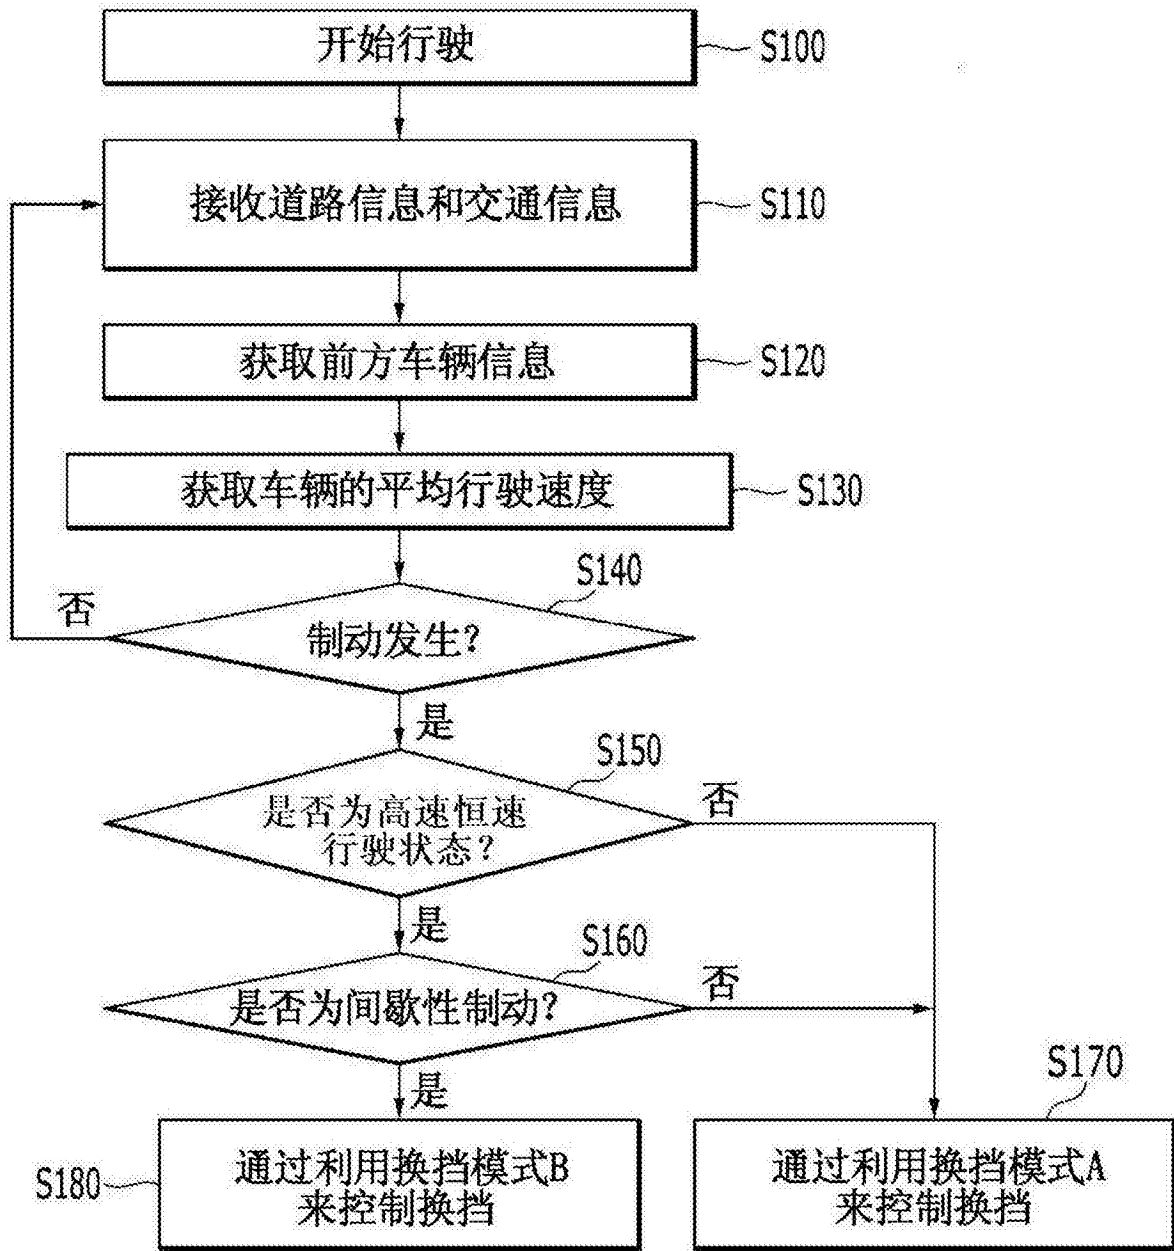 开始行驶
S100
接收道路信息和交通信息
S110
获取前方车辆信息
S120
获取车辆的平均行驶速度
S130
S140
否
制动发生?
是
S150
是否为高速恒速
行驶状态?
否
是
S160
是否为间歇性制动?
否
是
S170
S180
通过利用换挡模式B
来控制换挡
通过利用换挡模式A
来控制换挡